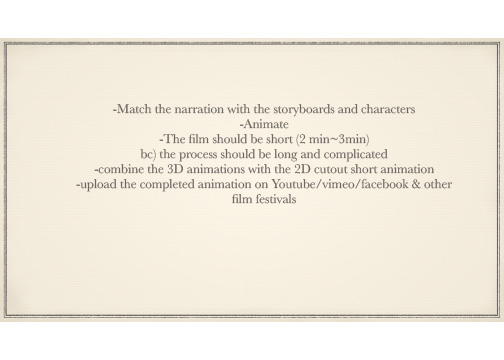 -Match the narration with the storyboards and characters
-Animate
-The film should be short (2 min~3min)
bc) the process should be long and complicated
-combine the 3D animations with the 2D cutout short animation
-upload the completed animation on Youtube/vimeo/facebook & other
film festivals